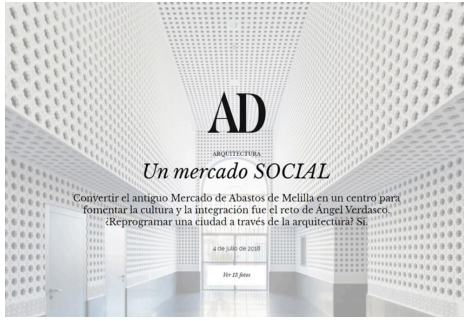 AD
ARQUITECTURA
Un mercado SOCIAL
Convertir el antiguo Mercado de Abastos de Melilla en un centro para
fomentar la cultura y la integración fue el reto de Ángel Verdasco.
¿Reprogramar una ciudad a través de la arquitectura? Sí.
4 de julio de 2018
Ver 13 fotos